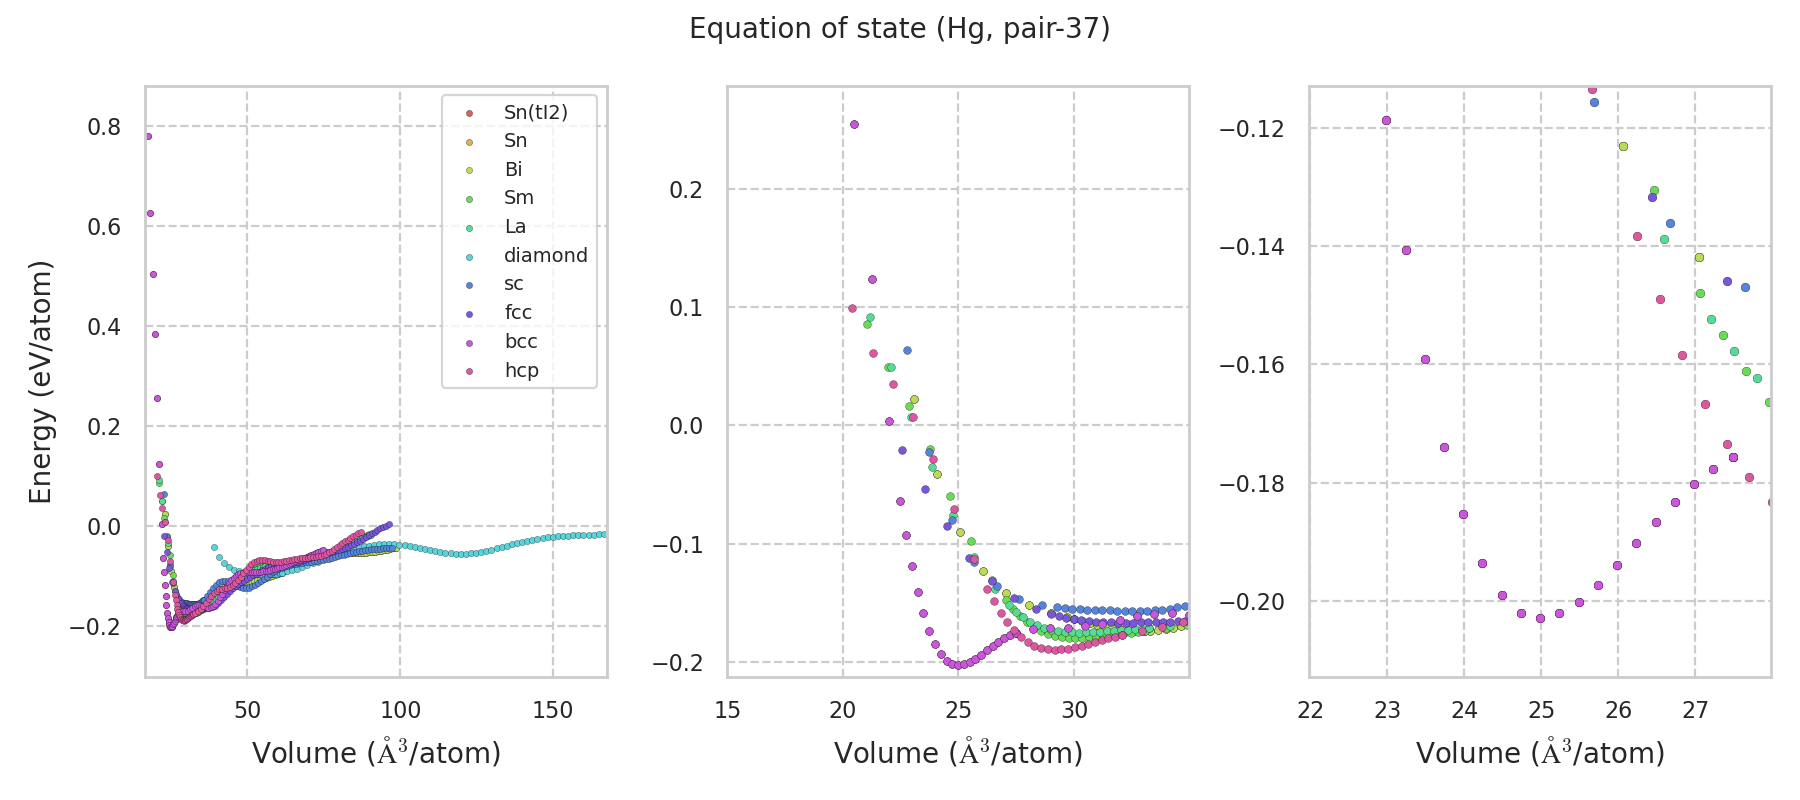 Equation of state (Hg, pair-37)
Energy (eV/atom)
0.8
0.6
0.4
0.2
0.0
−0.2
50
100
150
Volume (Å³/atom)
Sn(tI2)
Sn
Bi
Sm
La
diamond
sc
fcc
bcc
hcp
0.2
0.1
0.0
−0.1
−0.2
15
20
25
30
Volume (Å³/atom)
−0.12
−0.14
−0.16
−0.18
−0.20
22
23
24
25
26
27
Volume (Å³/atom)